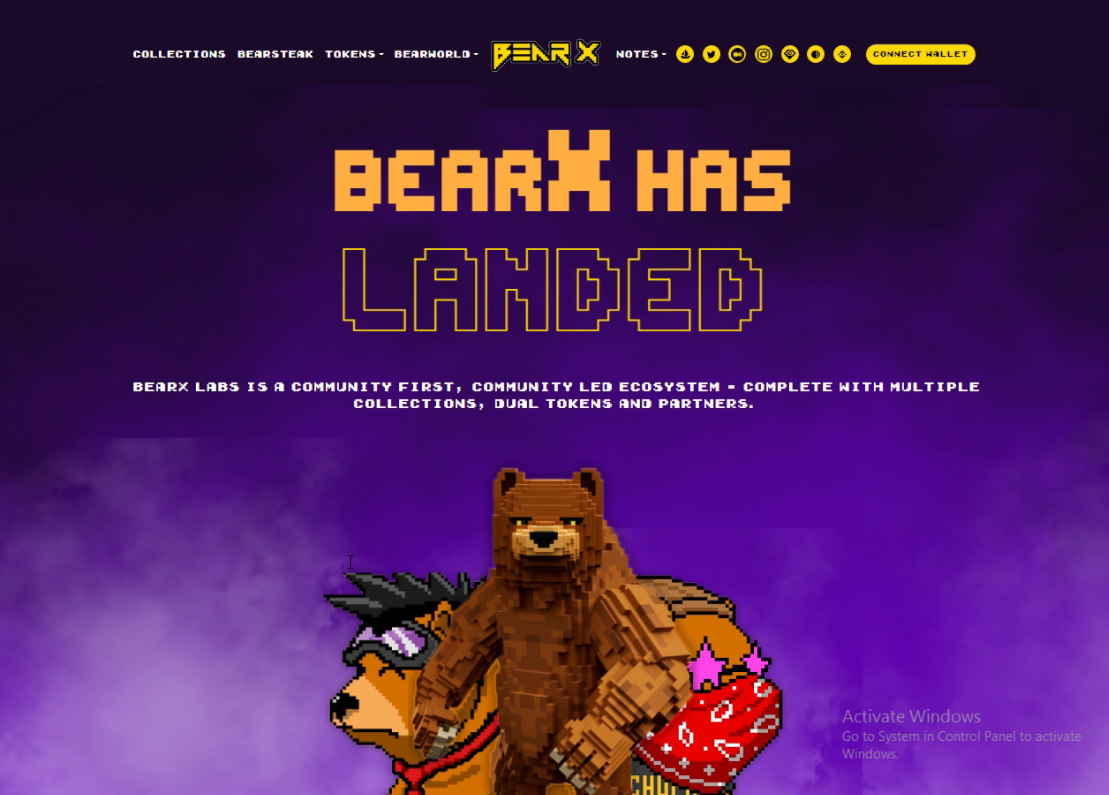 COLLECTIONS BEARSTEAK TOKENS BEARWORLD BEAR X NOTES CONNECT WALLET
BEARX HAS
LANDED
BEARX LABS IS A COMMUNITY FIRST, COMMUNITY LED ECOSYSTEM - COMPLETE WITH MULTIPLE
COLLECTIONS, DUAL TOKENS AND PARTNERS.
Activate Windows
Go to System in Control Panel to activate
Windows.